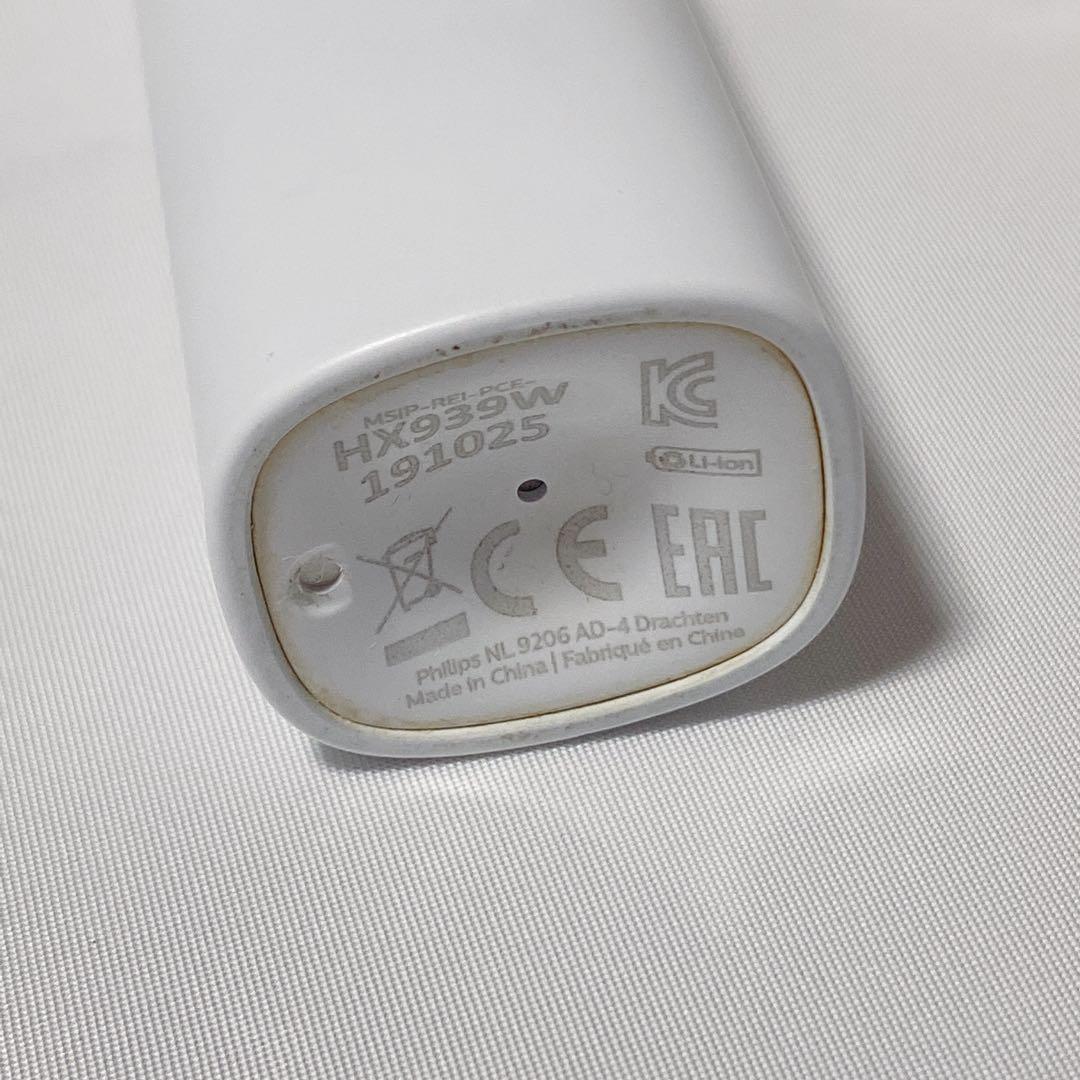 MSIP-REI-PCE-
HX939W
191025
KC
Li-ion
CE
EAC
Philips NL 9206 AD-4 Drachten
Made in China | Fabriqué en Chine